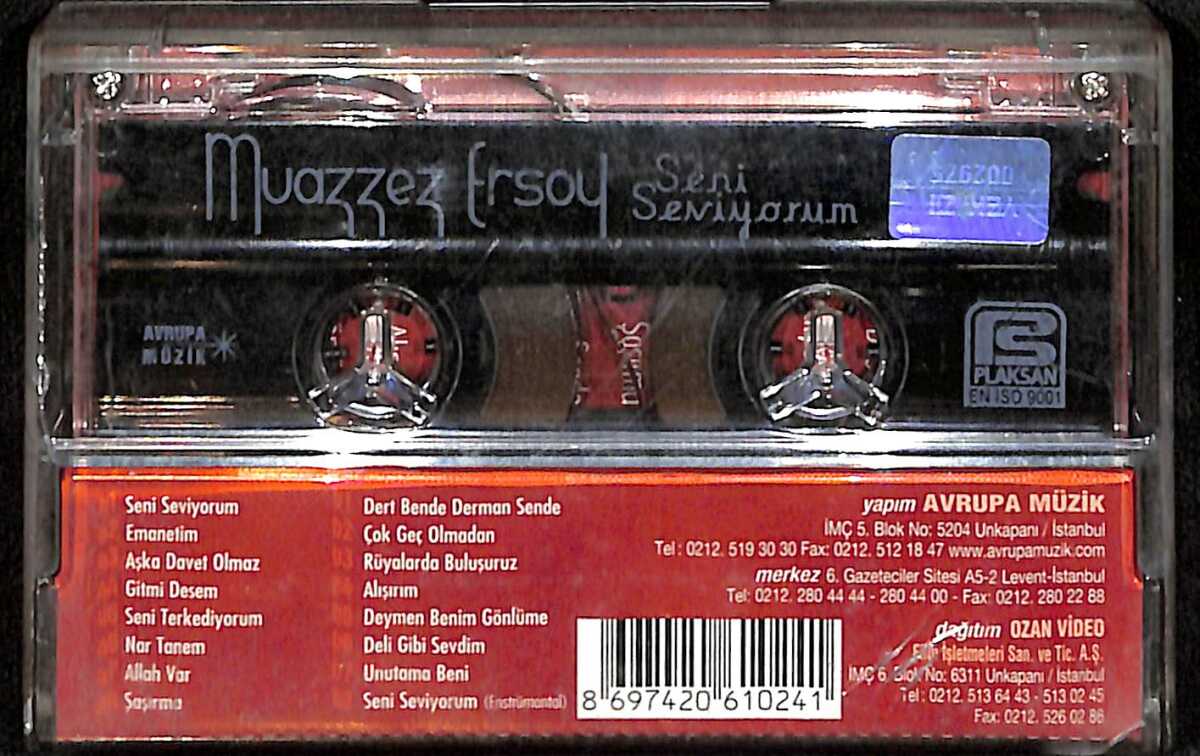 Muazzez Ersoy
Seni
Seviyorum
002975
AVRUPA
MÜZİK
PLAKSAN
EN ISO 9001
Seni Seviyorum
Emanetim
Aşka Davet Olmaz
Gitmi Desem
Seni Terkediyorum
Nar Tanem
Allah Var
Şaşırma
Dert Bende Derman Sende
Çok Geç Olmadan
Rüyalarda Buluşuruz
Alışırım
Deymen Benim Gönlüme
Deli Gibi Sevdim
Unutama Beni
Seni Seviyorum (Enstrümantal)
yapım AVRUPA MÜZİK
İMÇ 5. Blok No: 5204 Unkapanı / İstanbul
Tel: 0212. 519 30 30 Fax: 0212. 512 18 47 www.avrupamuzik.com
merkez 6. Gazeteciler Sitesi A5-2 Levent-İstanbul
Tel: 0212. 280 44 44 - 280 44 00 - Fax: 0212. 280 22 88
dağıtım OZAN VİDEO
İşletmeleri San. ve Tic. A.Ş.
İMÇ 6. Blok No: 6311 Unkapanı / İstanbul
Tel: 0212. 513 64 43 - 513 02 45
Fax: 0212. 526 02 86
8 697420 610241